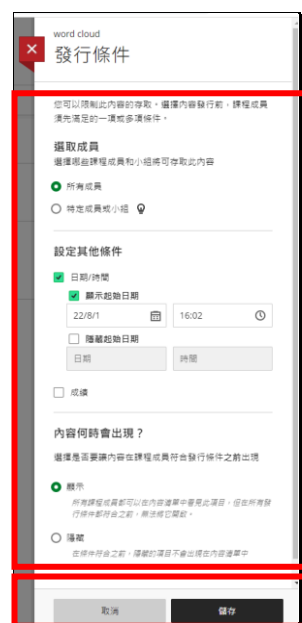 word cloud
發行條件
您可以限制此內容的存取。選擇內容發行前，課程成員
須先滿足的一項或多項條件。
選取成員
選擇哪些課程成員和小組將可存取此內容
所有成員
特定成員或小組
設定其他條件
日期/時間
顯示起始日期
22/8/1 16:02
隱藏起始日期
日期 時間
成績
內容何時會出現？
選擇是否要讓內容在課程成員符合發行條件之前出現
顯示
所有課程成員都可以在內容清單中看見此項目，但在所有發
行條件都符合之前，無法將它開啟。
隱藏
在條件符合之前，隱藏的項目不會出現在內容清單中
取消 儲存